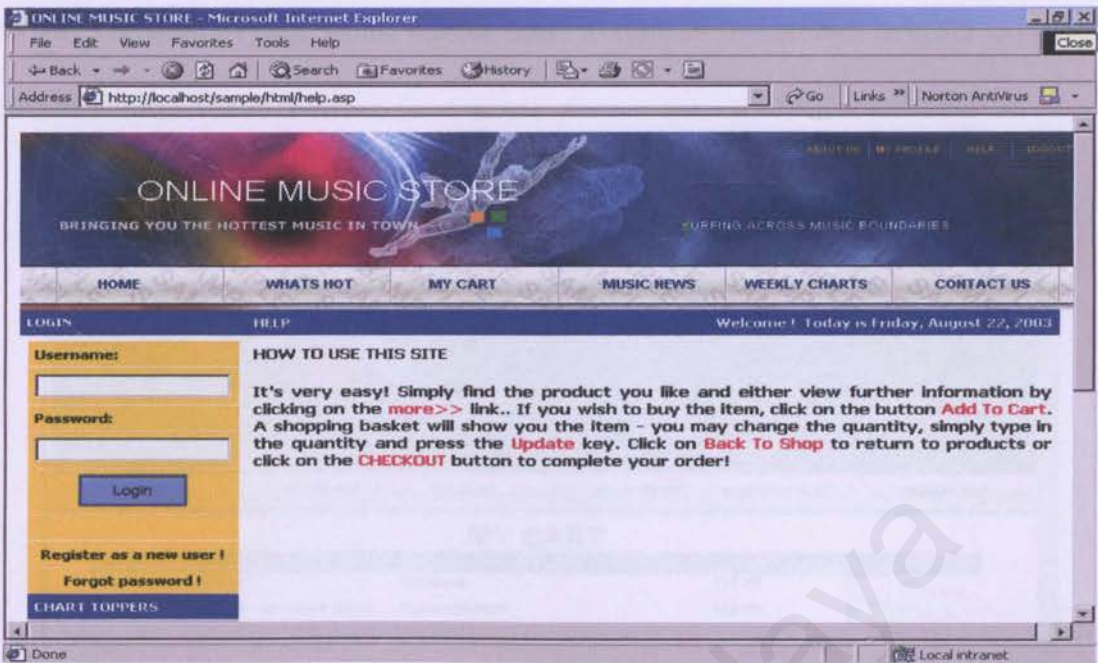 ONLINE MUSIC STORE - Microsoft Internet Explorer
File Edit View Favorites Tools Help
Close
Back Search Favorites History
Address http://localhost/sample/html/help.asp Go Links >> Norton AntiVirus
ABOUT US MY PROFILE HELP LOGOUT
ONLINE MUSIC STORE
BRINGING YOU THE HOTTEST MUSIC IN TOWN
SURFING ACROSS MUSIC BOUNDARIES
HOME WHATS HOT MY CART MUSIC NEWS WEEKLY CHARTS CONTACT US
LOGIN HELP Welcome ! Today is Friday, August 22, 2003
Username:
Password:
Login
Register as a new user !
Forgot password !
CHART TOPPERS
HOW TO USE THIS SITE
It's very easy! Simply find the product you like and either view further information by
clicking on the more>> link.. If you wish to buy the item, click on the button Add To Cart.
A shopping basket will show you the item - you may change the quantity, simply type in
the quantity and press the Update key. Click on Back To Shop to return to products or
click on the CHECKOUT button to complete your order!
Done Local intranet